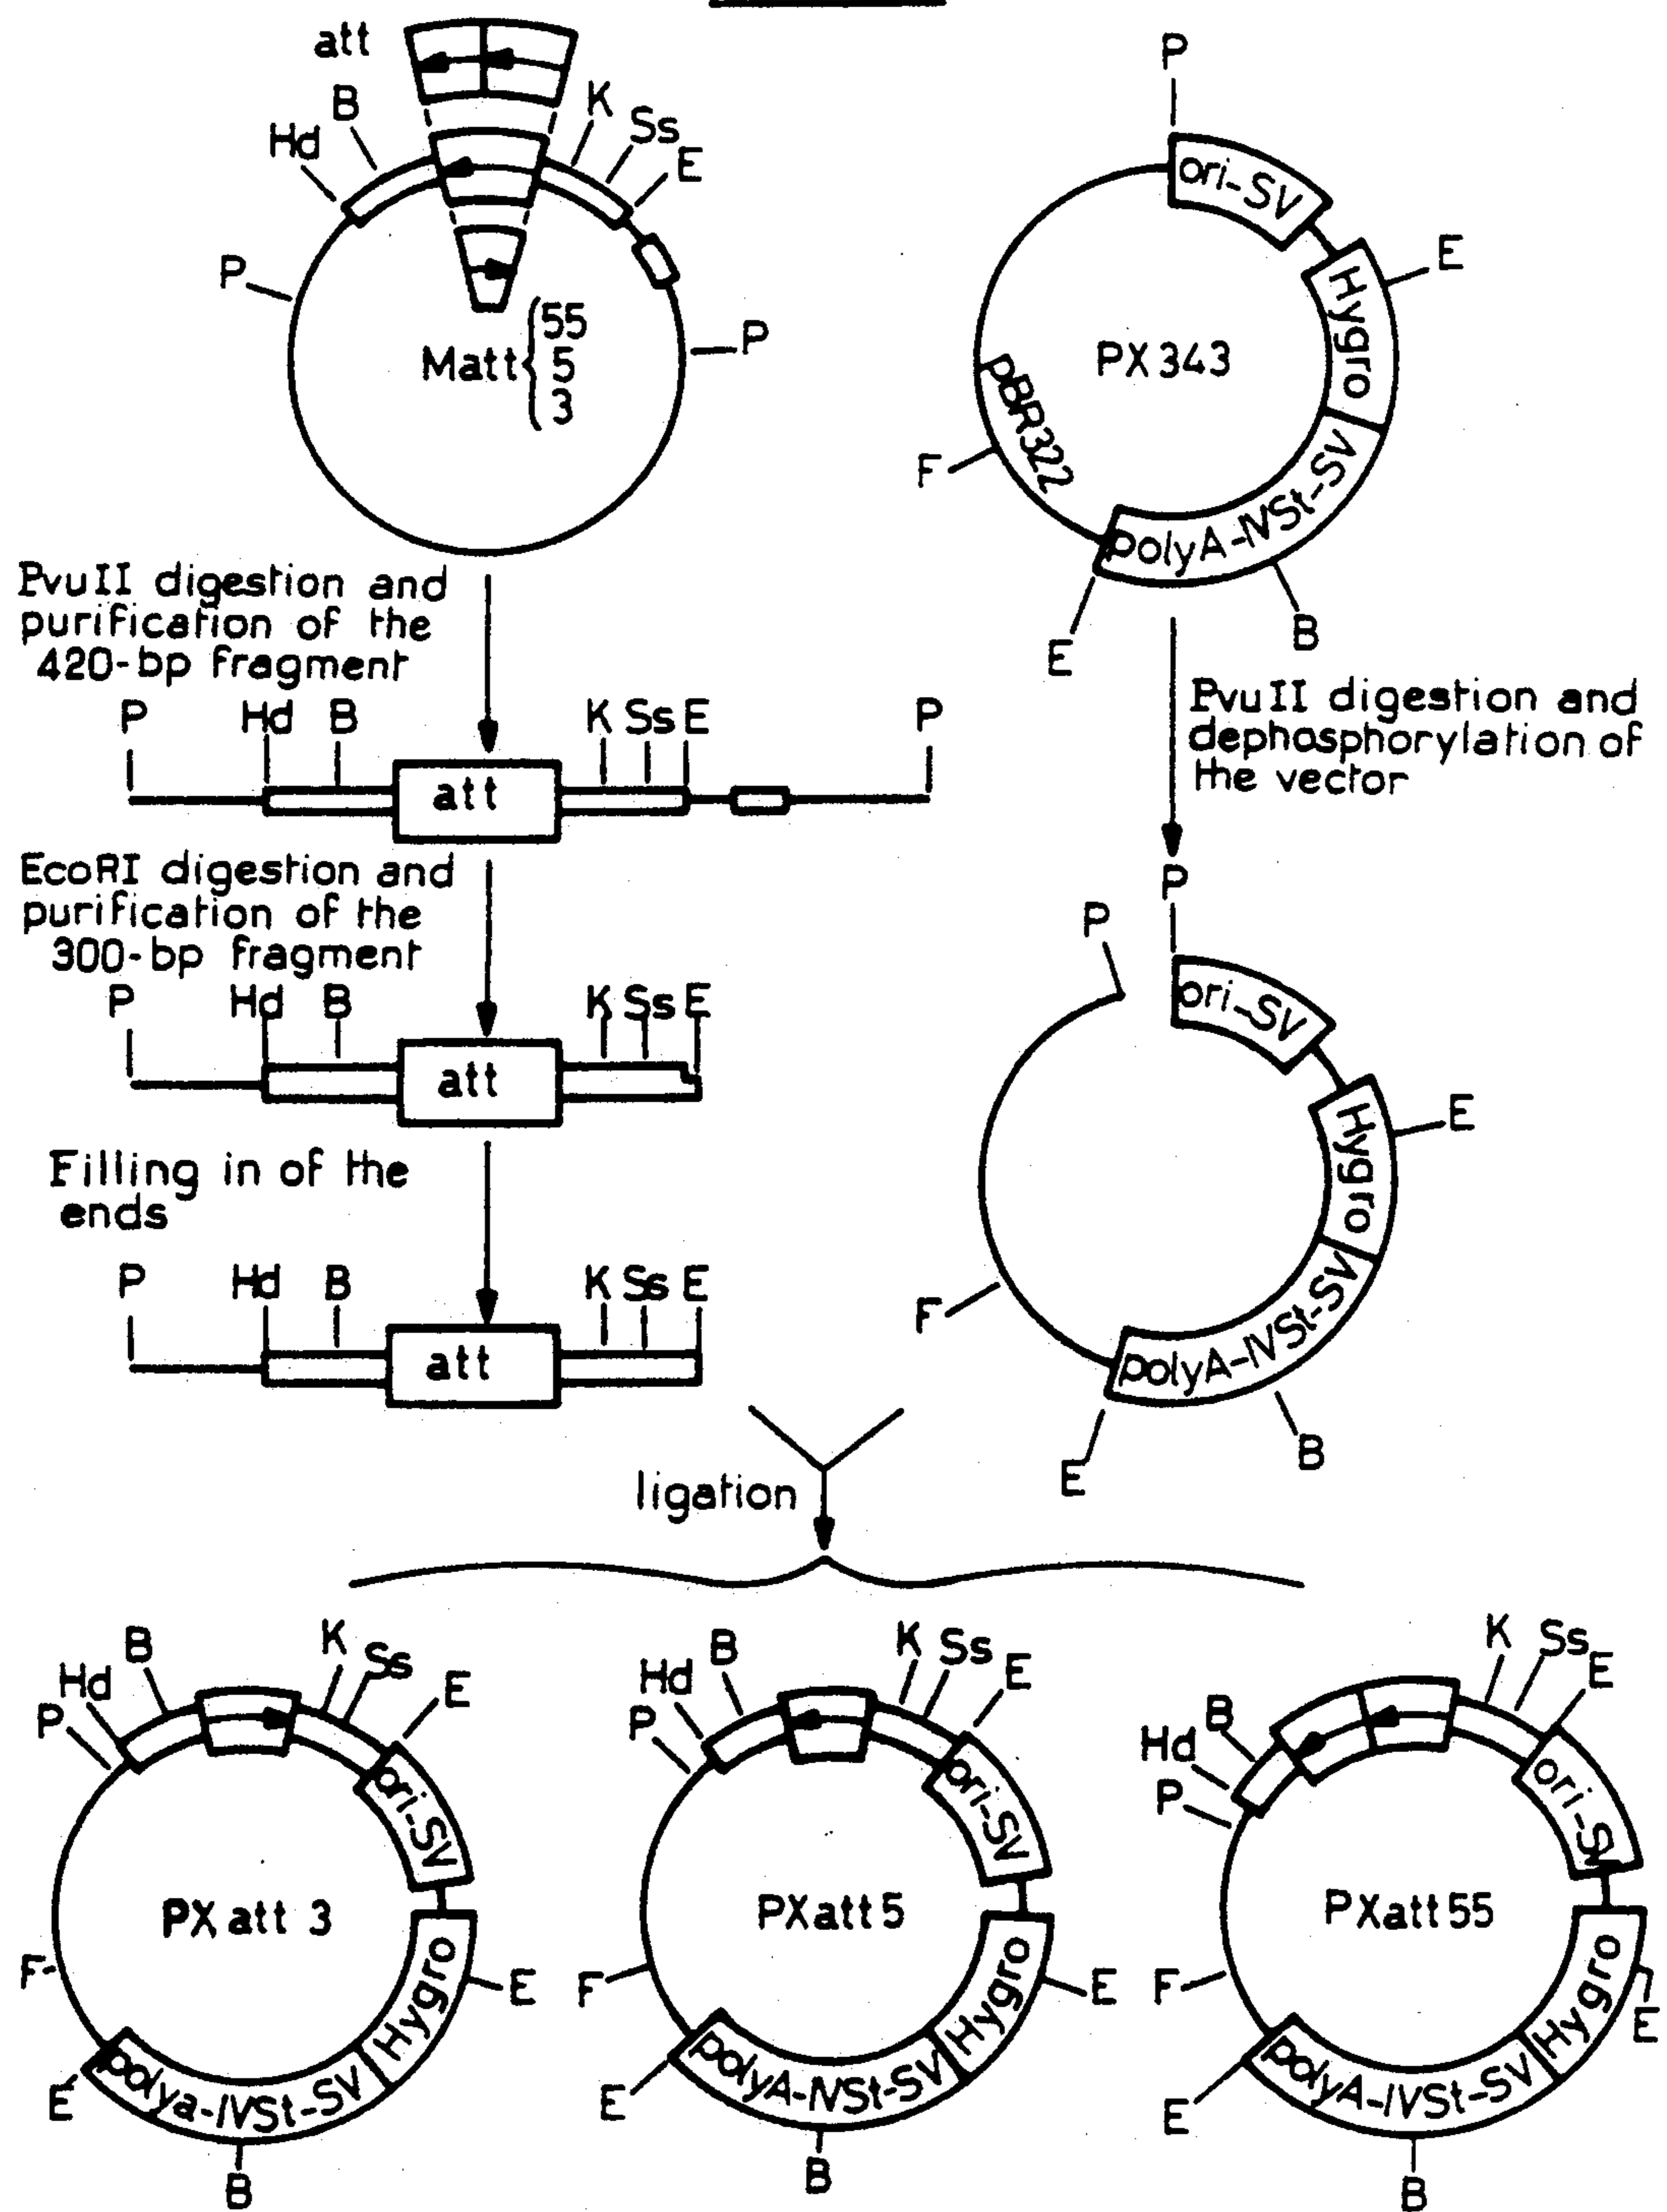 att
B
Hd
K
Ss
E
P
P
Matt { 55
5
3
P
ori-SV
E
Hygro
PX343
pBR322
F
polyA-IVSt-SV
E
B
PvuII digestion and
purification of the
420-bp fragment
P Hd B K Ss E P
att
PvuII digestion and
dephosphorylation of
the vector
EcoRI digestion and
purification of the
300-bp fragment
P Hd B K Ss E
att
P
P
ori-SV
E
Hygro
F
polyA-IVSt-SV
E
B
Filling in of the
ends
P Hd B K Ss E
att
ligation
B
Hd
P
K
Ss
E
ori-SV
PXatt 3
F
Hygro
E
polya-IVSt-SV
E
B
B
Hd
P
K
Ss
E
ori-SV
PXatt5
F
Hygro
E
polyA-IVSt-SV
E
B
B
Hd
P
K
Ss
E
ori-SV
PXatt55
F
Hygro
E
polyA-IVSt-SV
E
B